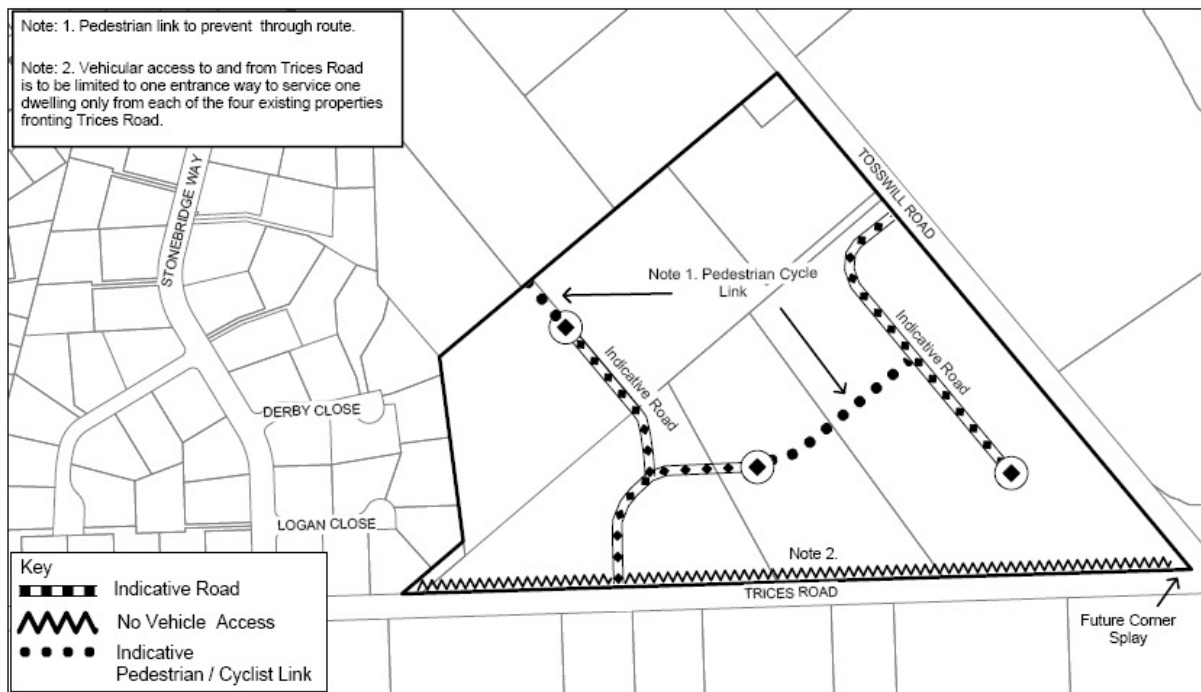 Note: 1. Pedestrian link to prevent through route.
Note: 2. Vehicular access to and from Trices Road
is to be limited to one entrance way to service one
dwelling only from each of the four existing properties
fronting Trices Road.
STONEBRIDGE WAY
TOSSWILL ROAD
Note 1. Pedestrian Cycle
Link
Indicative Road
Indicative Road
DERBY CLOSE
LOGAN CLOSE
Note 2.
TRICES ROAD
Future Corner
Splay
Key
Indicative Road
No Vehicle Access
Indicative
Pedestrian / Cyclist Link